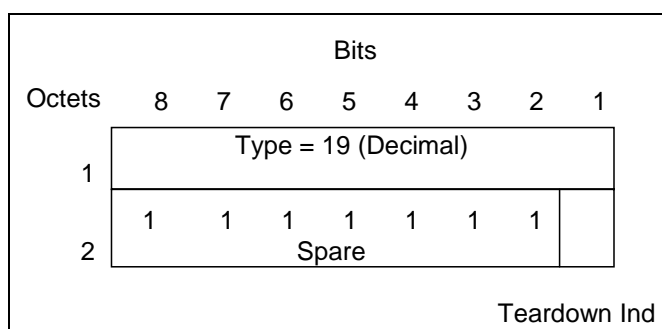 Bits
Octets 8 7 6 5 4 3 2 1
Type = 19 (Decimal)
1
1 1 1 1 1 1 1
2 Spare
Teardown Ind